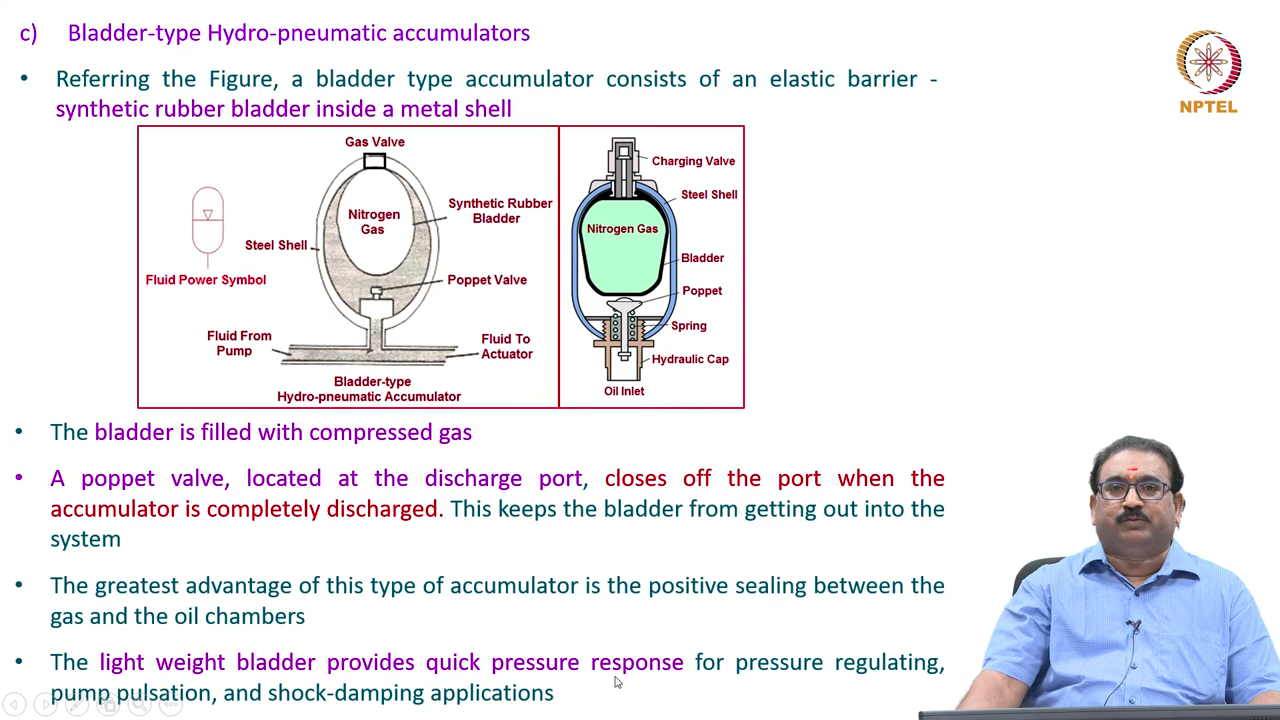 c) Bladder-type Hydro-pneumatic accumulators
• Referring the Figure, a bladder type accumulator consists of an elastic barrier -
synthetic rubber bladder inside a metal shell
NPTEL
Gas Valve
Nitrogen
Gas
Synthetic Rubber
Bladder
Steel Shell
Fluid Power Symbol
Poppet Valve
Fluid From
Pump
Fluid To
Actuator
Bladder-type
Hydro-pneumatic Accumulator
Charging Valve
Steel Shell
Nitrogen Gas
Bladder
Poppet
Spring
Hydraulic Cap
Oil Inlet
• The bladder is filled with compressed gas
• A poppet valve, located at the discharge port, closes off the port when the
accumulator is completely discharged. This keeps the bladder from getting out into the
system
• The greatest advantage of this type of accumulator is the positive sealing between the
gas and the oil chambers
• The light weight bladder provides quick pressure response for pressure regulating,
pump pulsation, and shock-damping applications